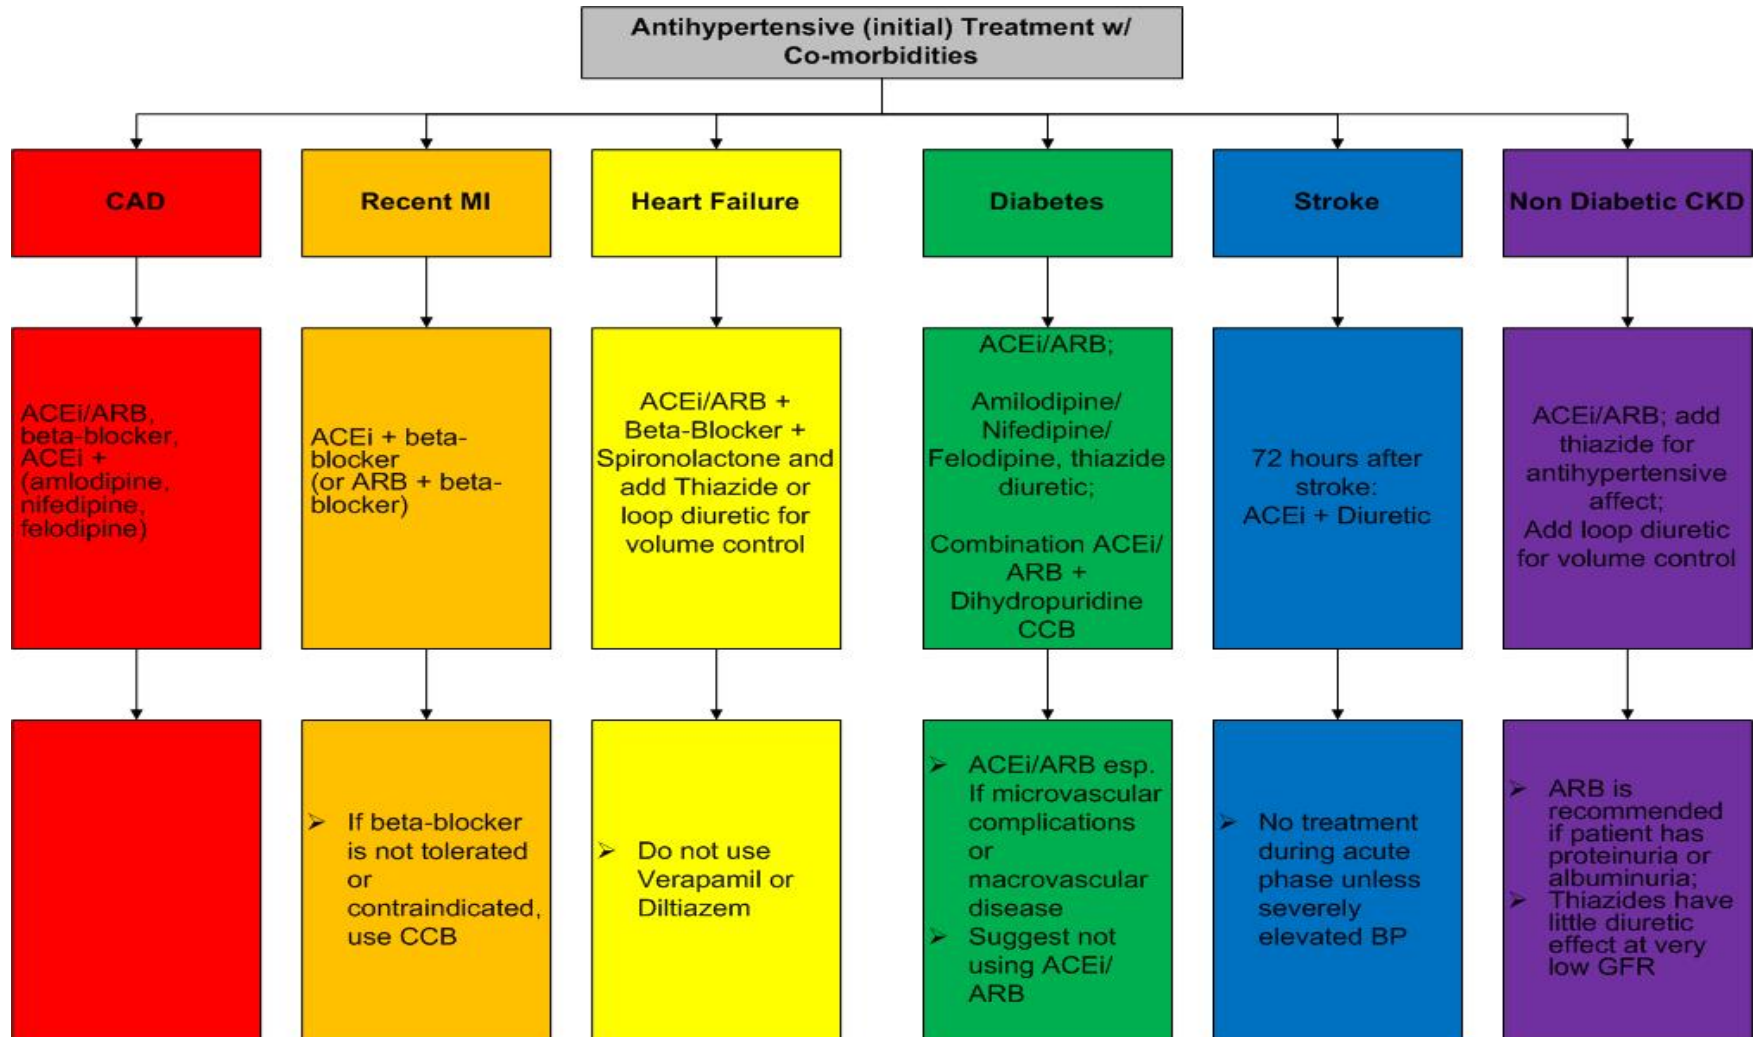 Antihypertensive (initial) Treatment w/
Co-morbidities
CAD
Recent MI
Heart Failure
Diabetes
Stroke
Non Diabetic CKD
ACEi/ARB,
beta-blocker,
ACEi +
(amlodipine,
nifedipine,
felodipine)
ACEi + beta-
blocker
(or ARB + beta-
blocker)
ACEi/ARB +
Beta-Blocker +
Spironolactone and
add Thiazide or
loop diuretic for
volume control
ACEi/ARB;
Amilodipine/
Nifedipine/
Felodipine, thiazide
diuretic;
Combination ACEi/
ARB +
Dihydropuridine
CCB
72 hours after
stroke:
ACEi + Diuretic
ACEi/ARB; add
thiazide for
antihypertensive
affect;
Add loop diuretic
for volume control
➢ If beta-blocker
is not tolerated
or
contraindicated,
use CCB
➢ Do not use
Verapamil or
Diltiazem
➢ ACEi/ARB esp.
If microvascular
complications
or
macrovascular
disease
➢ Suggest not
using ACEi/
ARB
➢ No treatment
during acute
phase unless
severely
elevated BP
➢ ARB is
recommended
if patient has
proteinuria or
albuminuria;
➢ Thiazides have
little diuretic
effect at very
low GFR